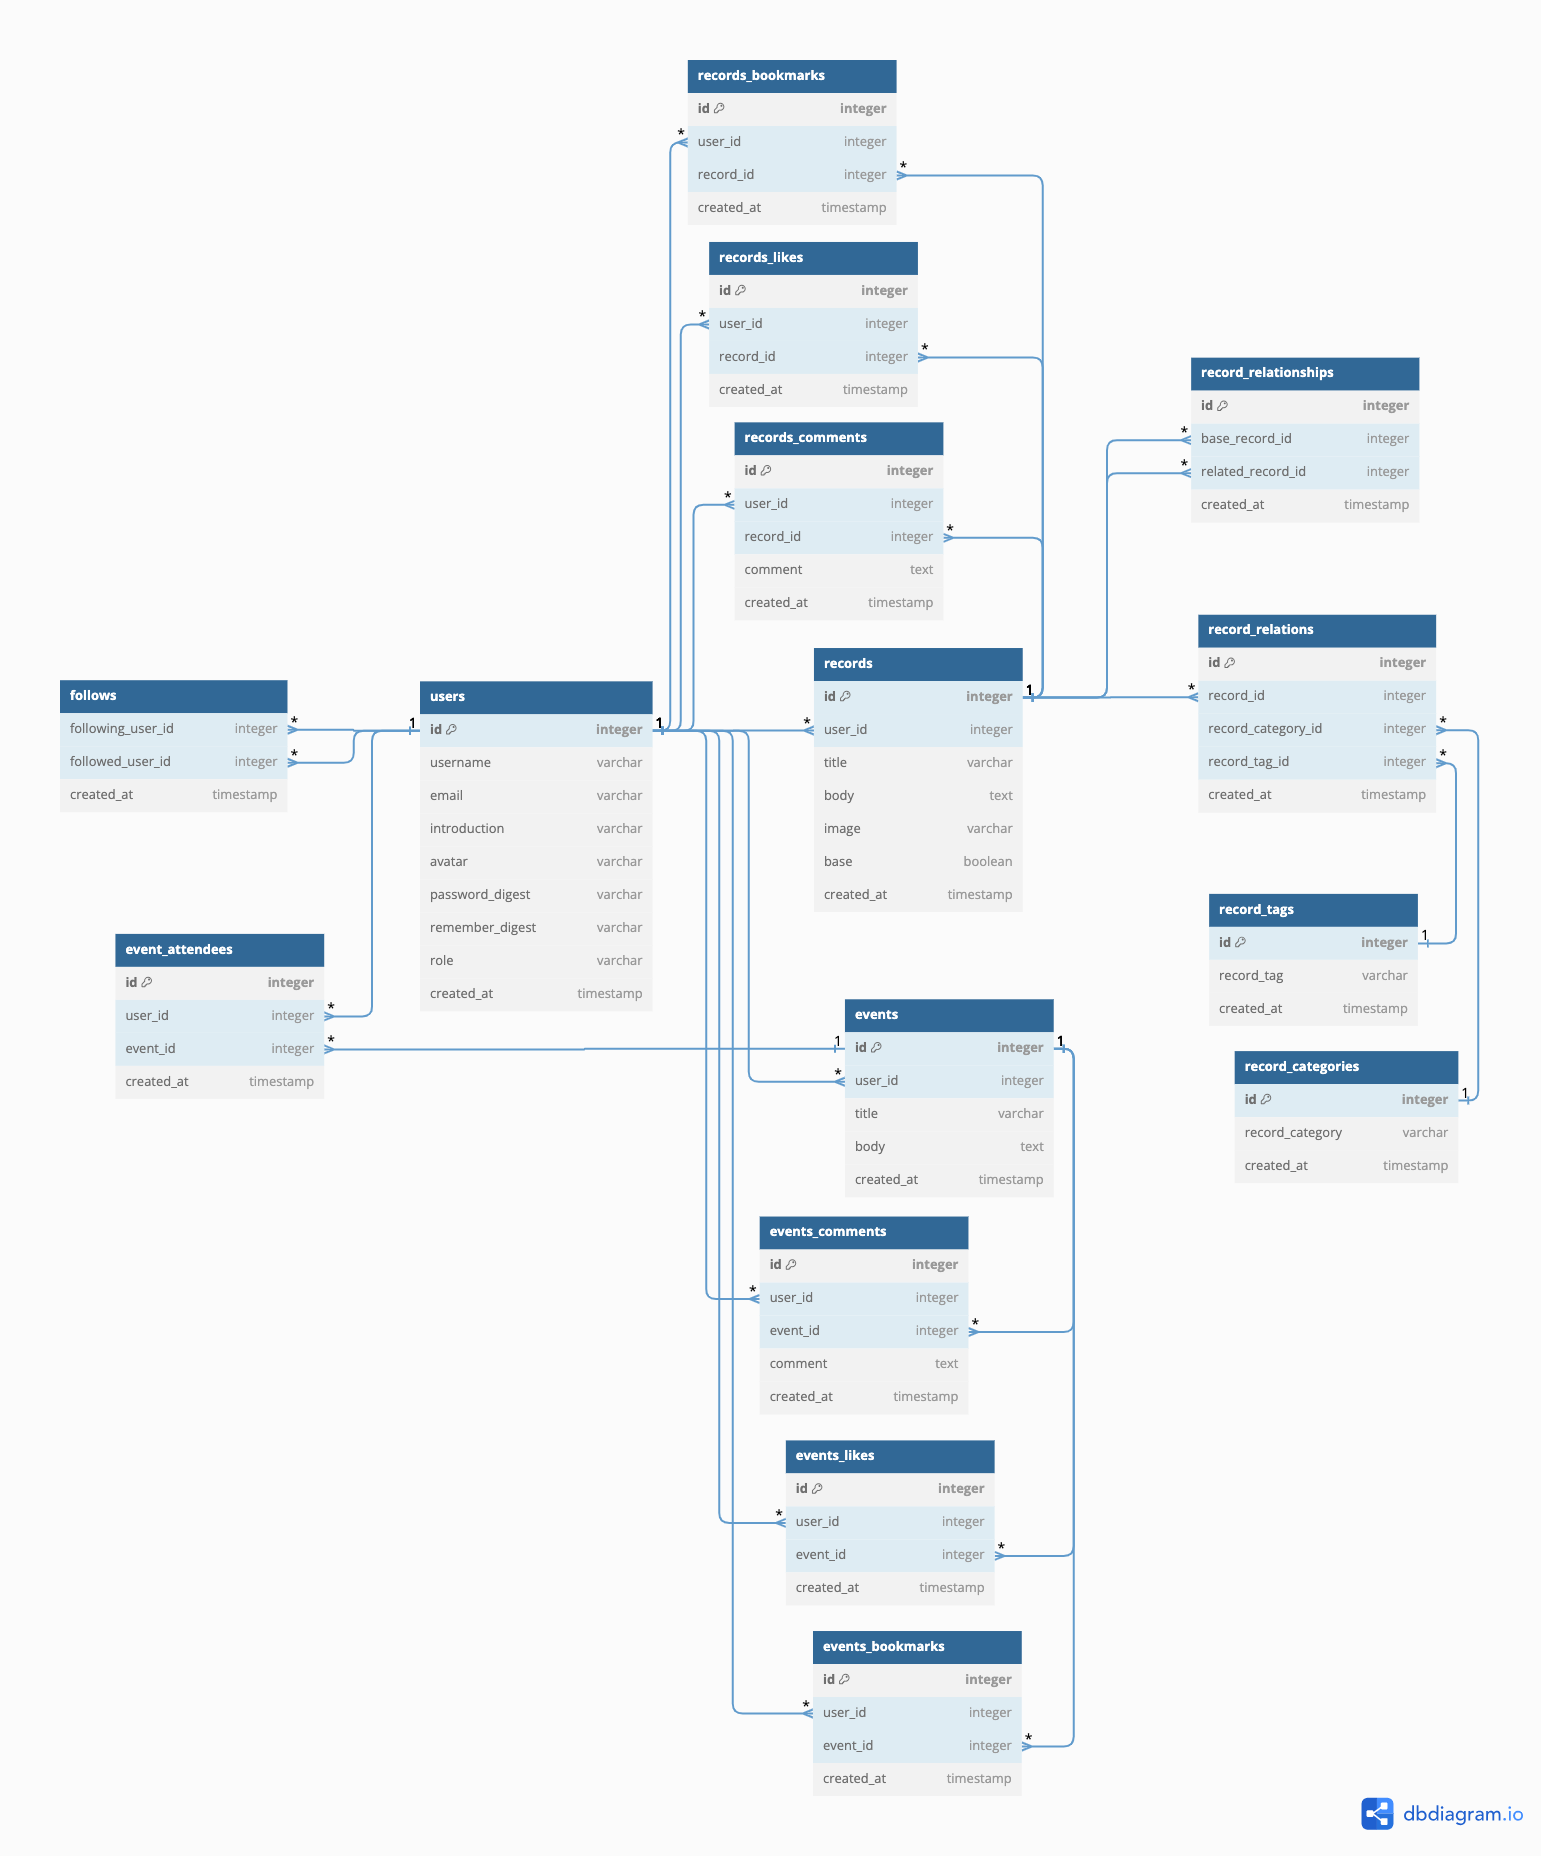 records_bookmarks
id integer
* user_id integer
record_id integer *
created_at timestamp
records_likes
id integer
* user_id integer
record_id integer *
created_at timestamp
records_comments
id integer
* user_id integer
record_id integer *
comment text
created_at timestamp
record_relationships
id integer
* base_record_id integer
* related_record_id integer
created_at timestamp
record_relations
id integer
* record_id integer
record_category_id integer *
record_tag_id integer *
created_at timestamp
records
id integer 1
* user_id integer
title varchar
body text
image varchar
base boolean
created_at timestamp
follows
following_user_id integer *
followed_user_id integer *
created_at timestamp
users
1 id integer 1
username varchar
email varchar
introduction varchar
avatar varchar
password_digest varchar
remember_digest varchar
role varchar
created_at timestamp
event_attendees
id integer
user_id integer *
event_id integer *
created_at timestamp
record_tags
id integer 1
record_tag varchar
created_at timestamp
events
1 id integer 1
* user_id integer
title varchar
body text
created_at timestamp
record_categories
id integer 1
record_category varchar
created_at timestamp
events_comments
id integer
* user_id integer
event_id integer *
comment text
created_at timestamp
events_likes
id integer
* user_id integer
event_id integer *
created_at timestamp
events_bookmarks
id integer
* user_id integer
event_id integer *
created_at timestamp
dbdiagram.io